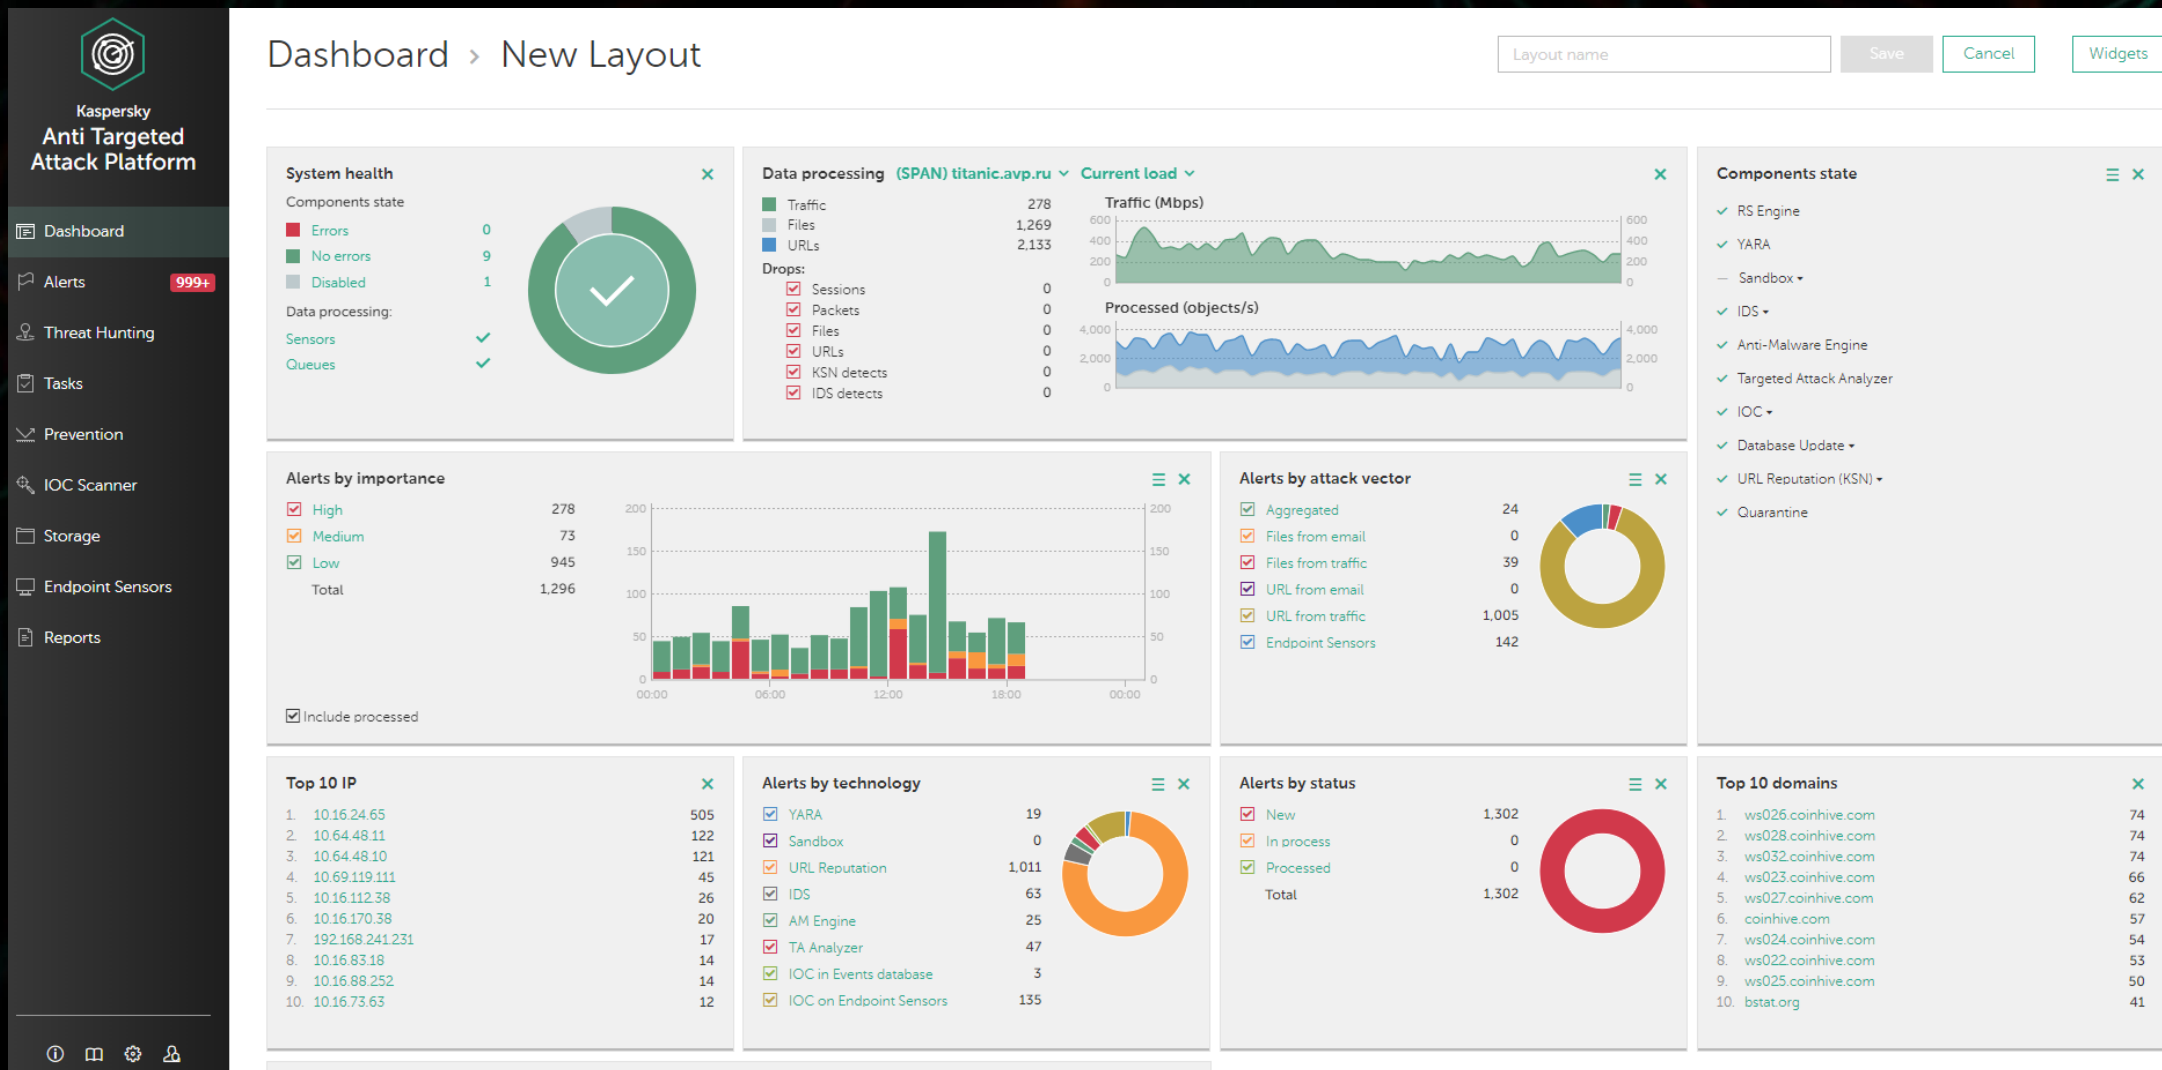 Kaspersky
Anti Targeted
Attack Platform
Dashboard
Alerts 999+
Threat Hunting
Tasks
Prevention
IOC Scanner
Storage
Endpoint Sensors
Reports
Dashboard › New Layout
Layout name
Save
Cancel
Widgets
System health
Components state
Errors 0
No errors 9
Disabled 1
Data processing:
Sensors
Queues
Data processing (SPAN) titanic.avp.ru Current load
Traffic 278
Files 1,269
URLs 2,133
Drops:
Sessions 0
Packets 0
Files 0
URLs 0
KSN detects 0
IDS detects 0
Traffic (Mbps)
600 600
400 400
200 200
0 0
Processed (objects/s)
4,000 4,000
2,000 2,000
0 0
Components state
RS Engine
YARA
Sandbox
IDS
Anti-Malware Engine
Targeted Attack Analyzer
IOC
Database Update
URL Reputation (KSN)
Quarantine
Alerts by importance
High 278
Medium 73
Low 945
Total 1,296
Include processed
200 200
150 150
100 100
50 50
0 0
00:00 06:00 12:00 18:00 00:00
Alerts by attack vector
Aggregated 24
Files from email 0
Files from traffic 39
URL from email 0
URL from traffic 1,005
Endpoint Sensors 142
Top 10 IP
1. 10.16.24.65 505
2. 10.64.48.11 122
3. 10.64.48.10 121
4. 10.69.119.111 45
5. 10.16.112.38 26
6. 10.16.170.38 20
7. 192.168.241.231 17
8. 10.16.83.18 14
9. 10.16.88.252 14
10. 10.16.73.63 12
Alerts by technology
YARA 19
Sandbox 0
URL Reputation 1,011
IDS 63
AM Engine 25
TA Analyzer 47
IOC in Events database 3
IOC on Endpoint Sensors 135
Alerts by status
New 1,302
In process 0
Processed 0
Total 1,302
Top 10 domains
1. ws026.coinhive.com 74
2. ws028.coinhive.com 74
3. ws032.coinhive.com 74
4. ws023.coinhive.com 66
5. ws027.coinhive.com 62
6. coinhive.com 57
7. ws024.coinhive.com 54
8. ws022.coinhive.com 53
9. ws025.coinhive.com 50
10. bstat.org 41